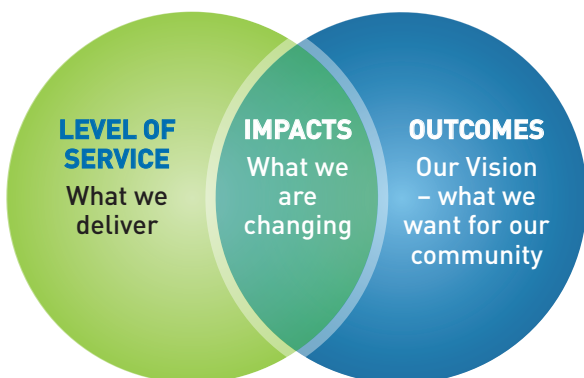 LEVEL OF
SERVICE
What we
deliver
IMPACTS
What we
are
changing
OUTCOMES
Our Vision
– what we
want for our
community